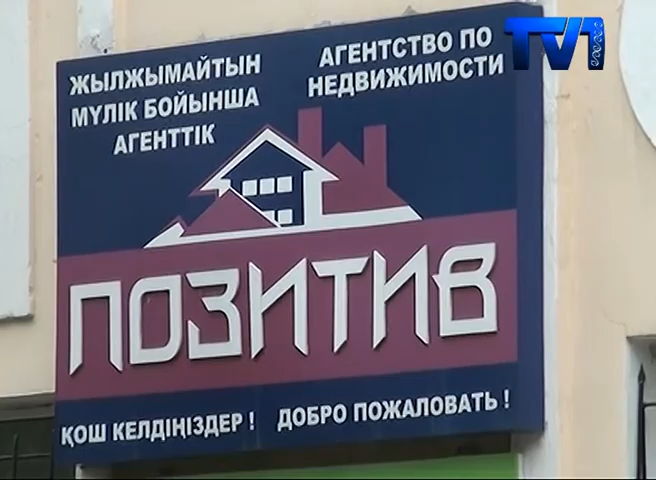 ЖЫЛЖЫМАЙТЫН
МҮЛІК БОЙЫНША
АГЕНТТІК
АГЕНТСТВО ПО
НЕДВИЖИМОСТИ
ПОЗИТИВ
ҚОШ КЕЛДІҢІЗДЕР !
ДОБРО ПОЖАЛОВАТЬ !
TV1